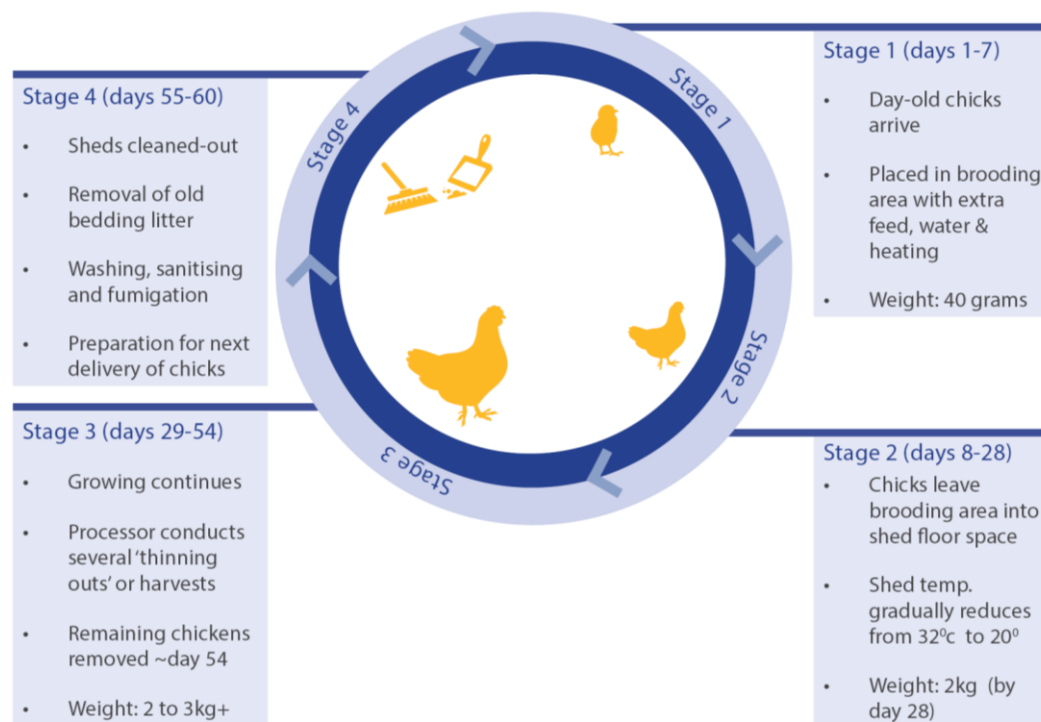 Stage 1 (days 1-7)
• Day-old chicks
arrive
• Placed in brooding
area with extra
feed, water &
heating
• Weight: 40 grams
Stage 2 (days 8-28)
• Chicks leave
brooding area into
shed floor space
• Shed temp.
gradually reduces
from 32⁰c to 20⁰
• Weight: 2kg (by
day 28)
Stage 3 (days 29-54)
• Growing continues
• Processor conducts
several ‘thinning
outs’ or harvests
• Remaining chickens
removed ~day 54
• Weight: 2 to 3kg+
Stage 4 (days 55-60)
• Sheds cleaned-out
• Removal of old
bedding litter
• Washing, sanitising
and fumigation
• Preparation for next
delivery of chicks
Stage 1
Stage 2
Stage 3
Stage 4